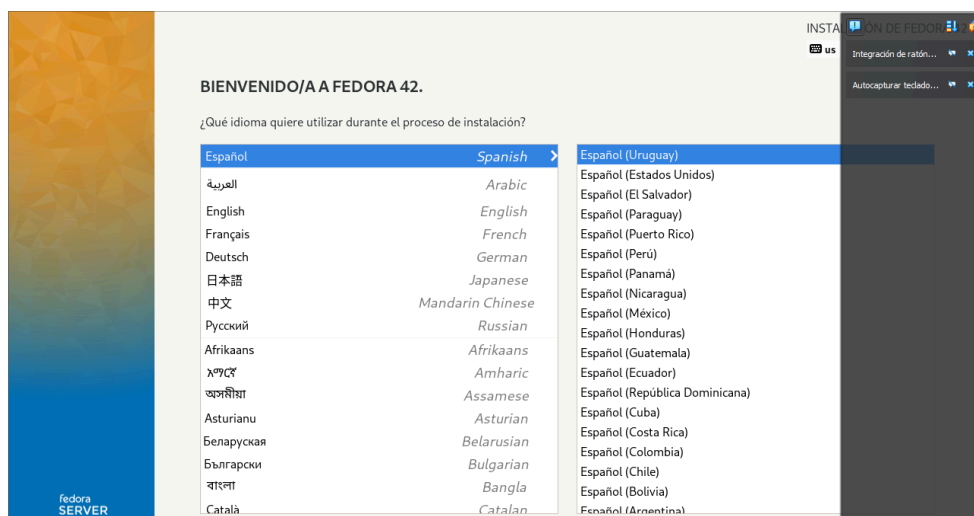 INSTALACIÓN DE FEDORA 42
us
Integración de ratón...
Autocapturar teclado...
BIENVENIDO/A A FEDORA 42.
¿Qué idioma quiere utilizar durante el proceso de instalación?
Español Spanish
العربية Arabic
English English
Français French
Deutsch German
日本語 Japanese
中文 Mandarin Chinese
Русский Russian
Afrikaans Afrikaans
አማርኛ Amharic
অসমীয়া Assamese
Asturianu Asturian
Беларуская Belarusian
Български Bulgarian
বাংলা Bangla
Català Catalan
Español (Uruguay)
Español (Estados Unidos)
Español (El Salvador)
Español (Paraguay)
Español (Puerto Rico)
Español (Perú)
Español (Panamá)
Español (Nicaragua)
Español (México)
Español (Honduras)
Español (Guatemala)
Español (Ecuador)
Español (República Dominicana)
Español (Cuba)
Español (Costa Rica)
Español (Colombia)
Español (Chile)
Español (Bolivia)
Español (Argentina)
fedora
SERVER